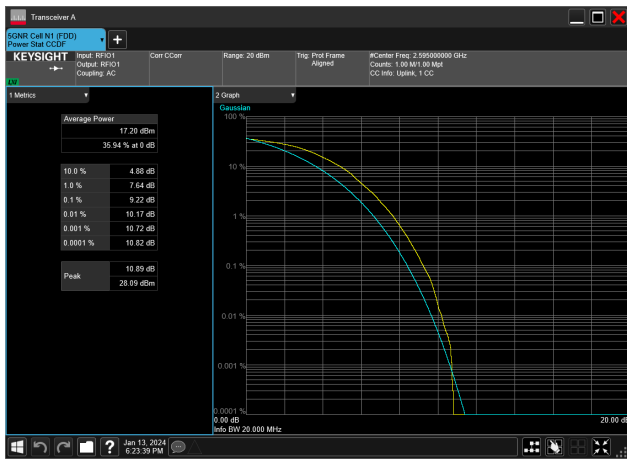 Transceiver A
5GNR Cell N1 (FDD)
Power Stat CCDF
KEYSIGHT
Input: RFIO1
Output: RFIO1
Coupling: AC
Corr CCorr
Range: 20 dBm
Trig: Prot Frame
Aligned
#Center Freq: 2.595000000 GHz
Counts: 1.00 M/1.00 Mpt
CC Info: Uplink, 1 CC
1 Metrics
Average Power
17.20 dBm
35.94 % at 0 dB
10.0 % 4.88 dB
1.0 % 7.64 dB
0.1 % 9.22 dB
0.01 % 10.17 dB
0.001 % 10.72 dB
0.0001 % 10.82 dB
Peak
10.89 dB
28.09 dBm
2 Graph
Gaussian
100 %
10 %
1 %
0.1 %
0.01 %
0.001 %
0.0001 %
0.00 dB
20.00 dB
Info BW 20.000 MHz
Jan 13, 2024
6:23:39 PM